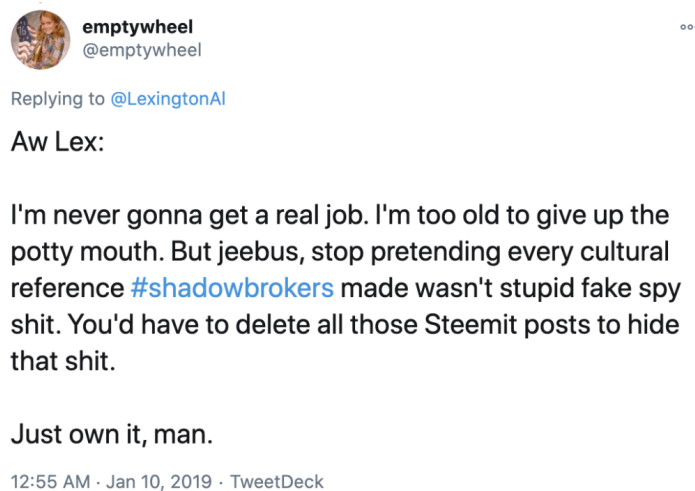 emptywheel
@emptywheel
Replying to @LexingtonAl
Aw Lex:
I'm never gonna get a real job. I'm too old to give up the
potty mouth. But jeebus, stop pretending every cultural
reference #shadowbrokers made wasn't stupid fake spy
shit. You'd have to delete all those Steemit posts to hide
that shit.
Just own it, man.
12:55 AM · Jan 10, 2019 · TweetDeck